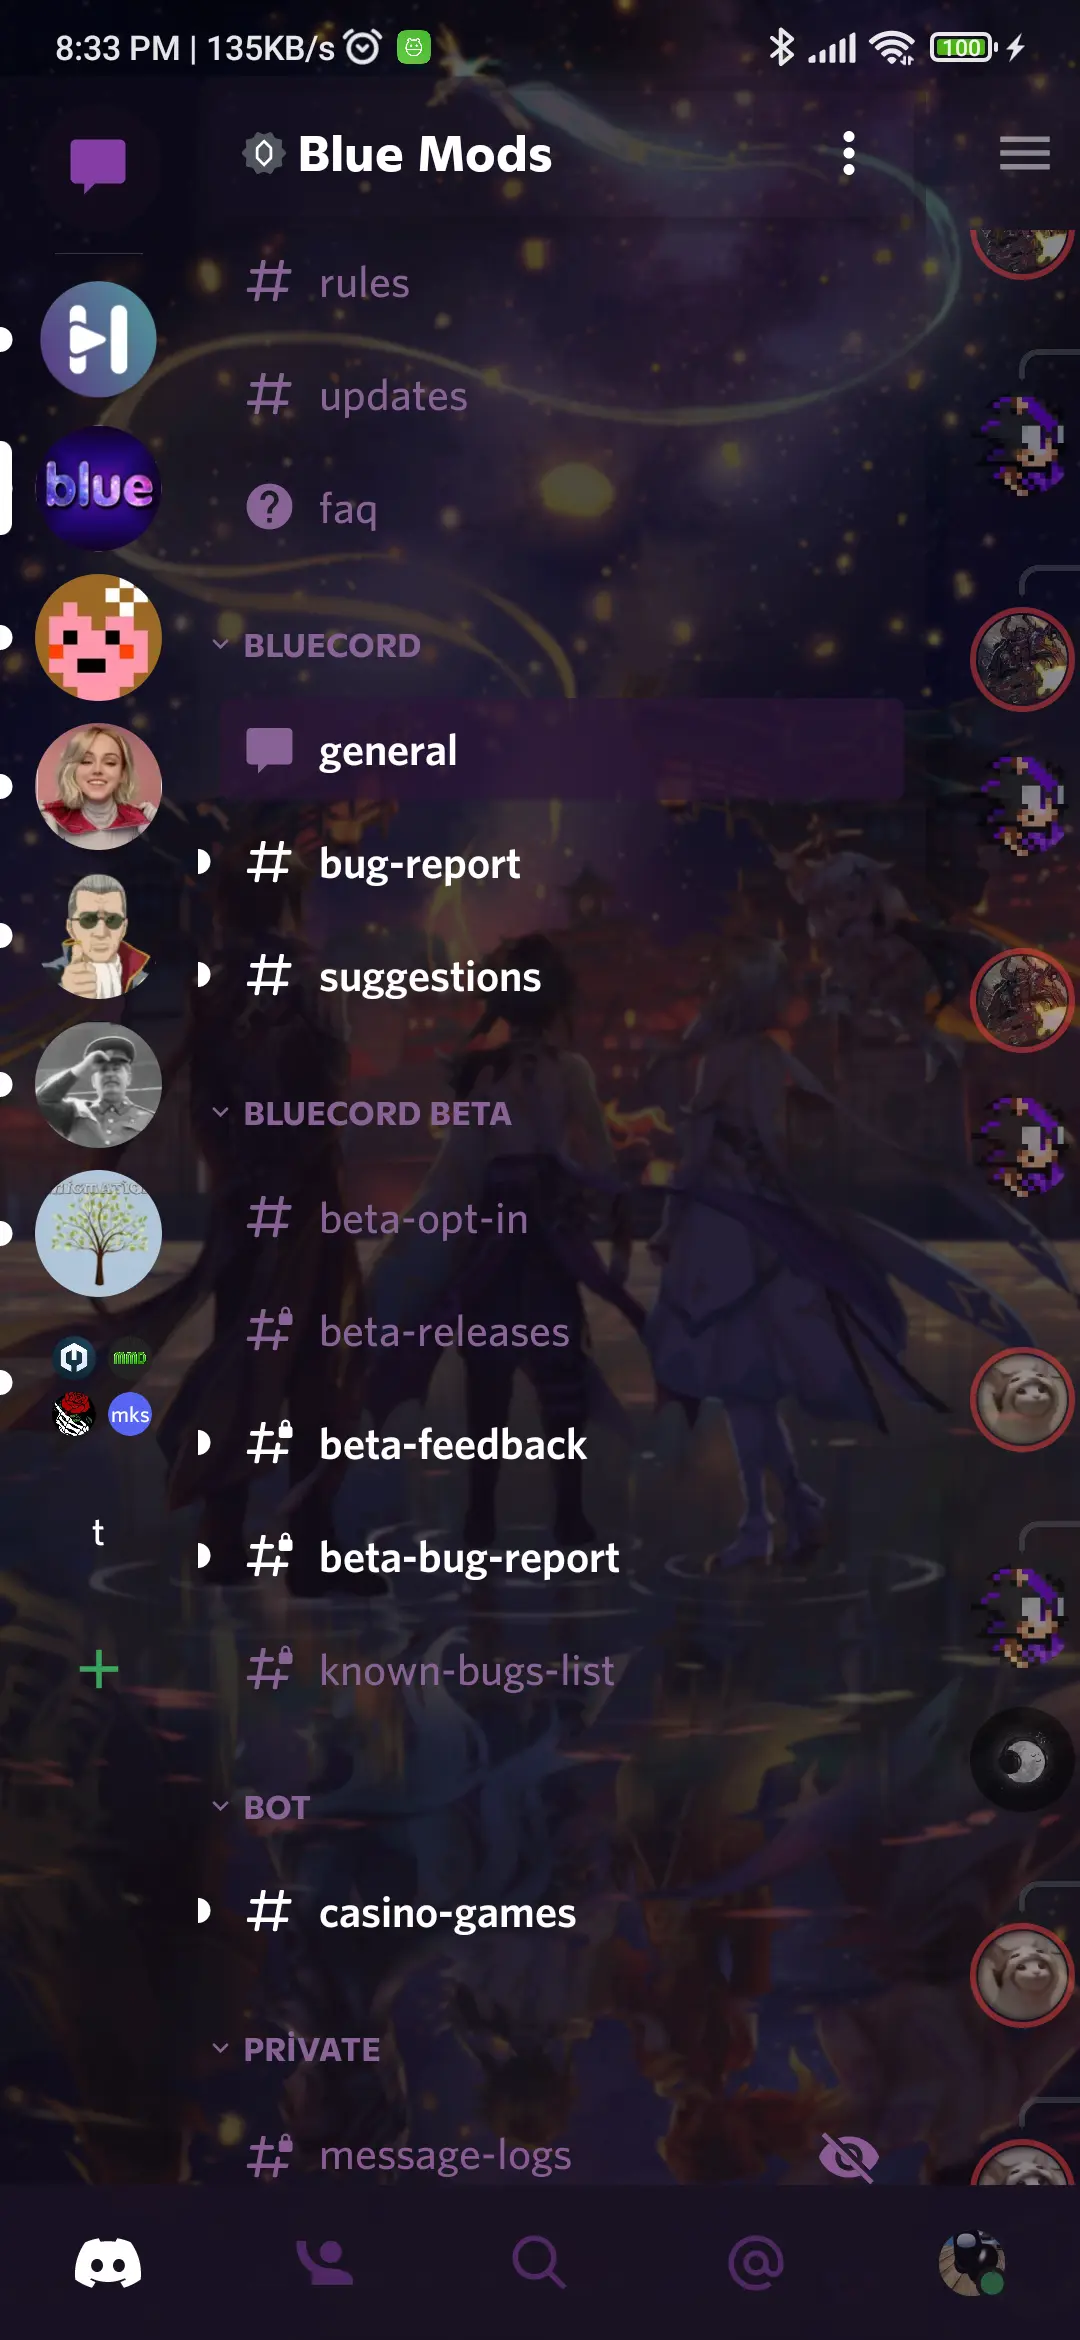 8:33 PM | 135KB/s
100
Blue Mods
rules
updates
blue
faq
BLUECORD
general
bug-report
suggestions
BLUECORD BETA
beta-opt-in
beta-releases
MMD
mks
beta-feedback
t
beta-bug-report
known-bugs-list
BOT
casino-games
PRİVATE
message-logs